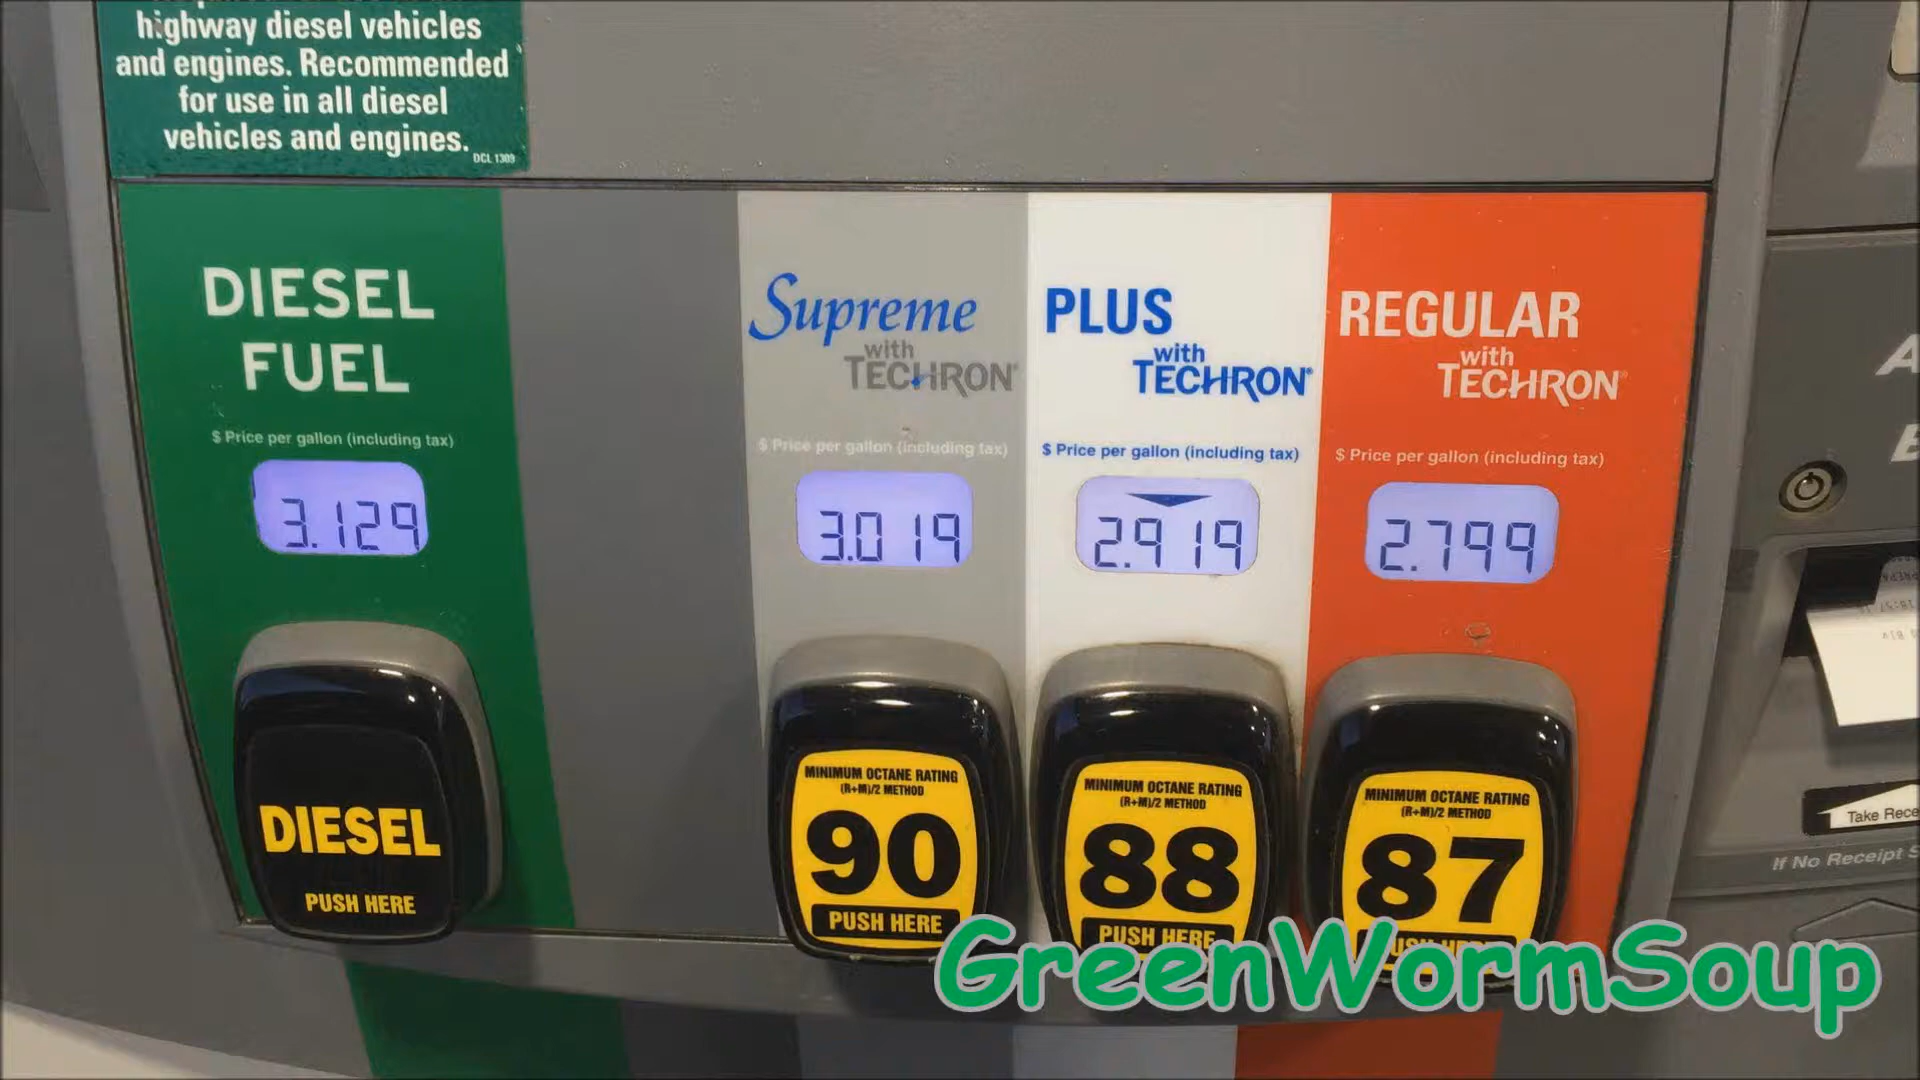 highway diesel vehicles
and engines. Recommended
for use in all diesel
vehicles and engines.
DCL 1309
DIESEL
FUEL
$ Price per gallon (including tax)
3.129
DIESEL
PUSH HERE
Supreme
with
TECHRON
$ Price per gallon (including tax)
3.019
MINIMUM OCTANE RATING
(R+M)/2 METHOD
90
PUSH HERE
PLUS
with
TECHRON
$ Price per gallon (including tax)
2.919
MINIMUM OCTANE RATING
(R+M)/2 METHOD
88
PUSH HERE
REGULAR
with
TECHRON
$ Price per gallon (including tax)
2.799
MINIMUM OCTANE RATING
(R+M)/2 METHOD
87
PUSH HERE
Take
If No Receipt
GreenWormSoup